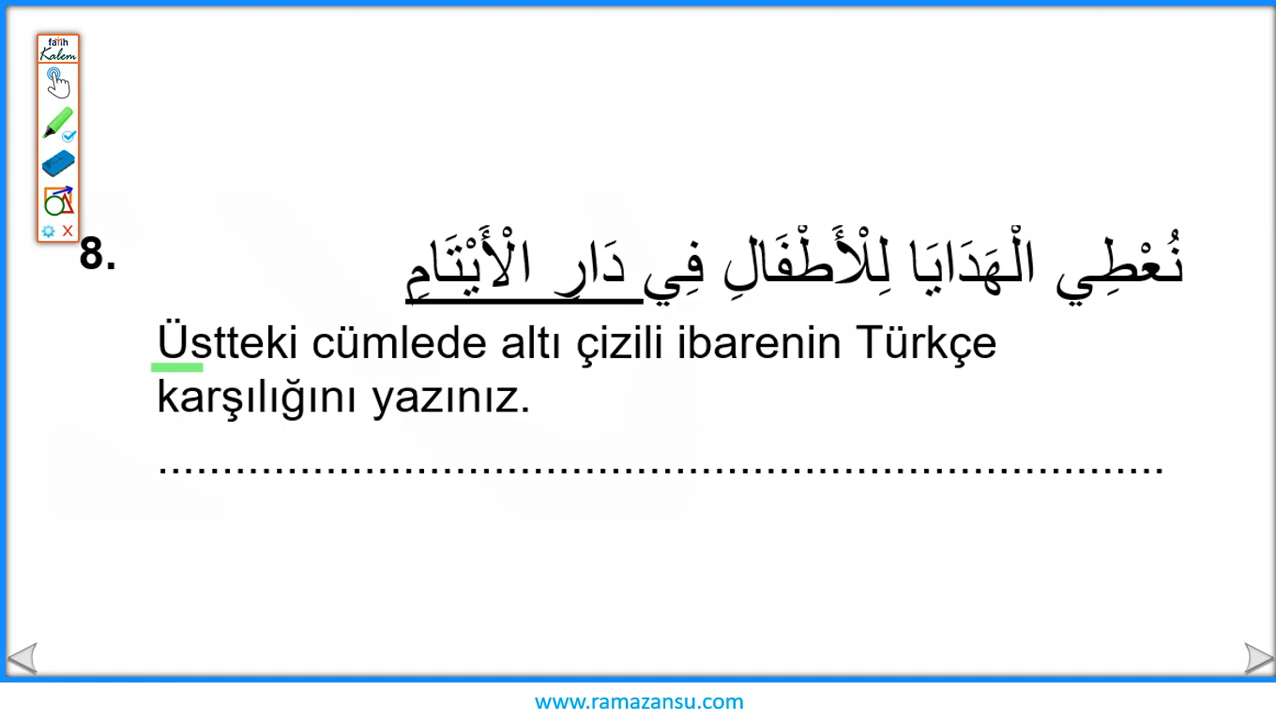 fatih
Kalem
8.
نُعْطِي الْهَدَايَا لِلْأَطْفَالِ فِي دَارِ الْأَيْتَامِ
Üstteki cümlede altı çizili ibarenin Türkçe
karşılığını yazınız.
......................................................................
www.ramazansu.com